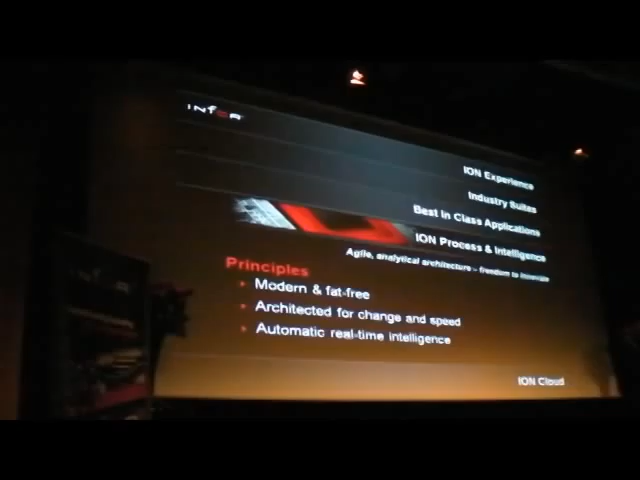 INFOR
ION Experience
Industry Suites
Best in Class Applications
ION Process & Intelligence
Agile, analytical architecture - freedom to innovate
Principles
Modern & fat-free
Architected for change and speed
Automatic real-time intelligence
ION Cloud